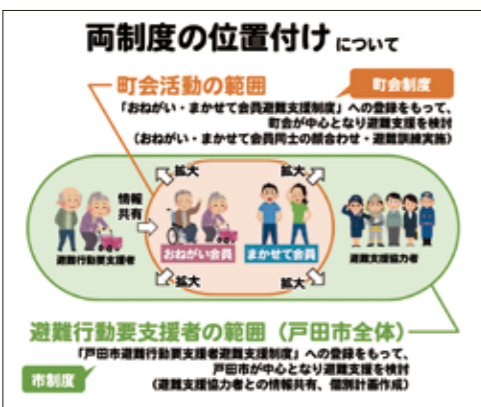 両制度の位置付けについて
町会活動の範囲
町会制度
「おねがい・まかせて会員避難支援制度」への登録をもって、
町会が中心となり避難支援を検討
（おねがい・まかせて会員同士の顔合わせ・避難訓練実施）
拡大
拡大
情報
共有
避難行動要支援者
おねがい会員
まかせて会員
避難支援協力者
拡大
拡大
避難行動要支援者の範囲（戸田市全体）
「戸田市避難行動要支援者避難支援制度」への登録をもって、
戸田市が中心となり避難支援を検討
（避難支援協力者との情報共有、個別計画作成）
市制度